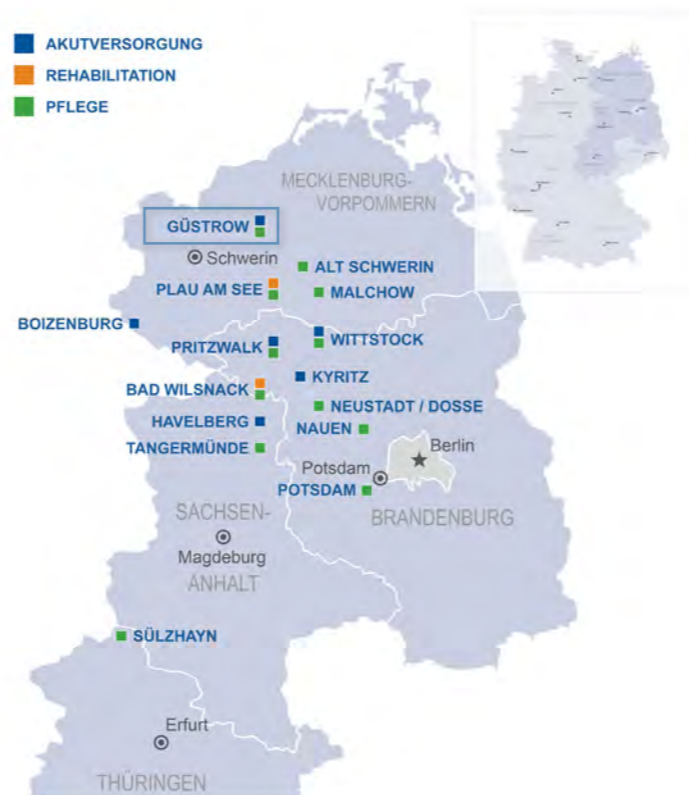 AKUTVERSORGUNG
REHABILITATION
PFLEGE
MECKLENBURG-
VORPOMMERN
GÜSTROW
Schwerin
ALT SCHWERIN
PLAU AM SEE
MALCHOW
BOIZENBURG
WITTSTOCK
PRITZWALK
KYRITZ
BAD WILSNACK
NEUSTADT / DOSSE
HAVELBERG
NAUEN
TANGERMÜNDE
Berlin
Potsdam
POTSDAM
SACHSEN-
BRANDENBURG
Magdeburg
ANHALT
SÜLZHAYN
Erfurt
THÜRINGEN